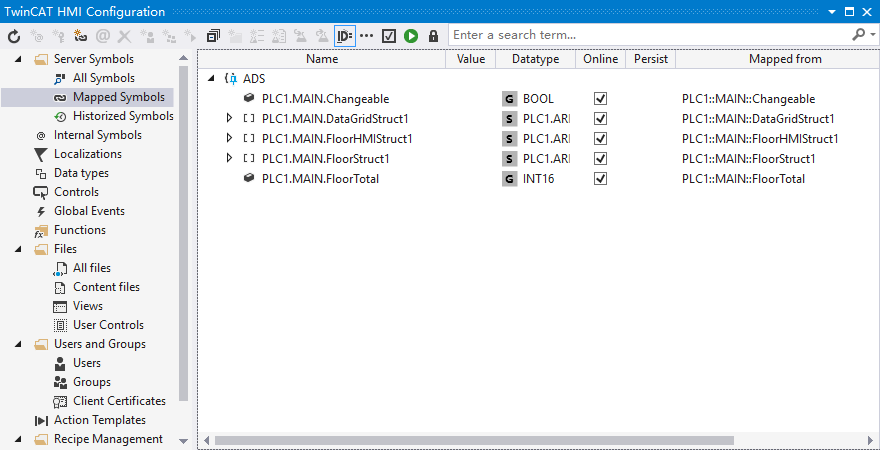 TwinCAT HMI Configuration
Enter a search term...
Server Symbols
All Symbols
Mapped Symbols
Historized Symbols
Internal Symbols
Localizations
Data types
Controls
Global Events
Functions
Files
All files
Content files
Views
User Controls
Users and Groups
Users
Groups
Client Certificates
Action Templates
Recipe Management
Name Value Datatype Online Persist Mapped from
ADS
PLC1.MAIN.Changeable G BOOL PLC1::MAIN::Changeable
PLC1.MAIN.DataGridStruct1 S PLC1.ARI PLC1::MAIN::DataGridStruct1
PLC1.MAIN.FloorHMIStruct1 S PLC1.ARI PLC1::MAIN::FloorHMIStruct1
PLC1.MAIN.FloorStruct1 S PLC1.ARI PLC1::MAIN::FloorStruct1
PLC1.MAIN.FloorTotal G INT16 PLC1::MAIN::FloorTotal